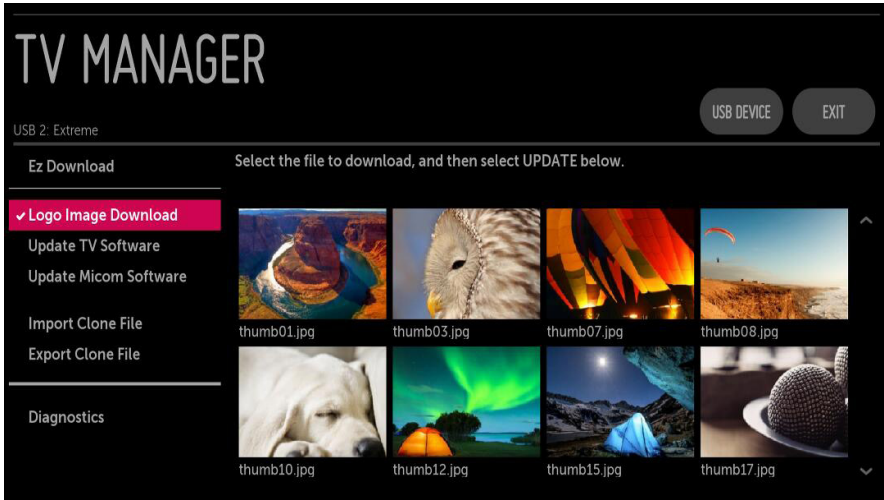 TV MANAGER
USB DEVICE
EXIT
USB 2: Extreme
Ez Download
Select the file to download, and then select UPDATE below.
Logo Image Download
Update TV Software
Update Micom Software
Import Clone File
Export Clone File
Diagnostics
thumb01.jpg
thumb03.jpg
thumb07.jpg
thumb08.jpg
thumb10.jpg
thumb12.jpg
thumb15.jpg
thumb17.jpg